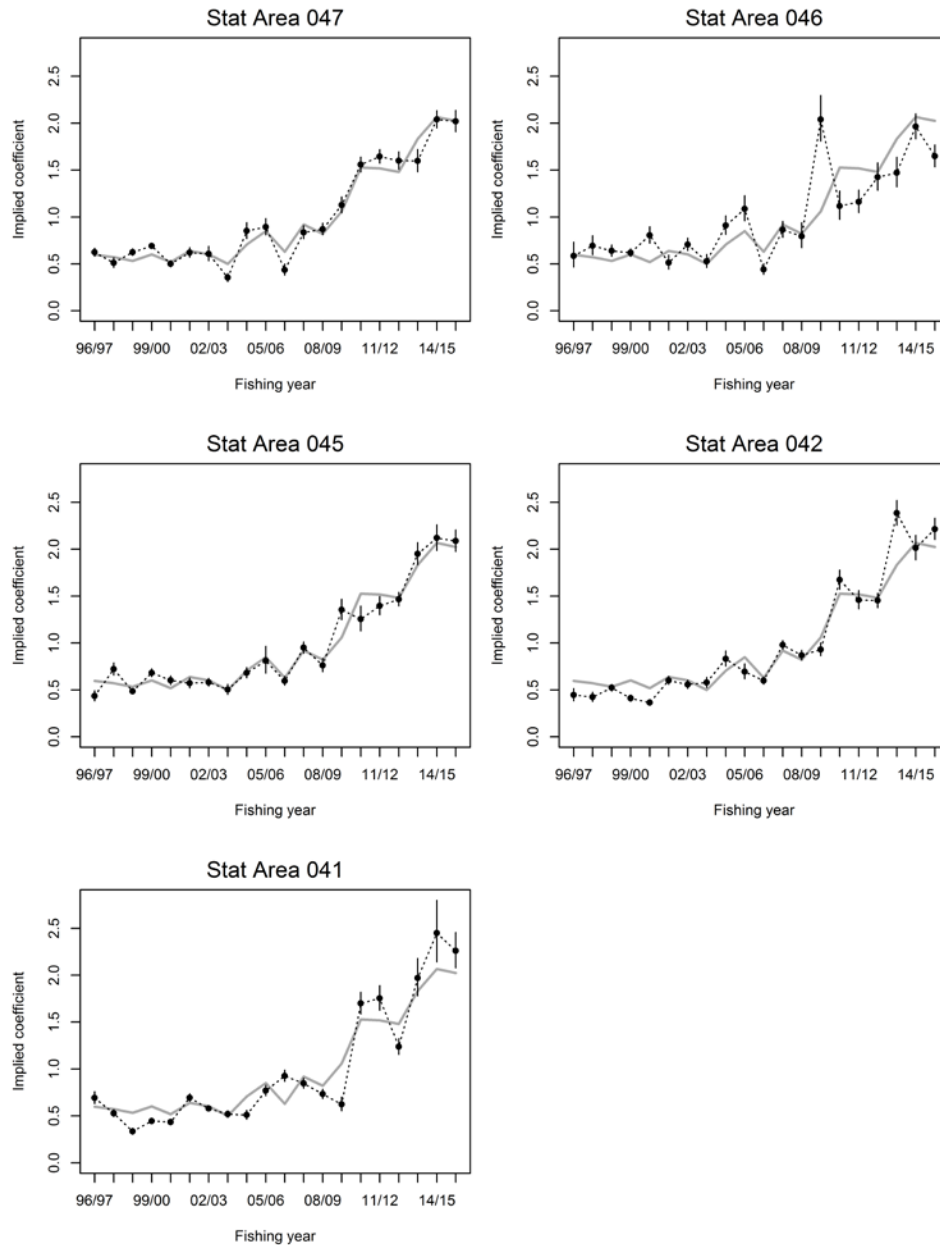 Stat Area 047
Implied coefficient
2.5
2.0
1.5
1.0
0.5
0.0
96/97 99/00 02/03 05/06 08/09 11/12 14/15
Fishing year
Stat Area 046
Implied coefficient
2.5
2.0
1.5
1.0
0.5
0.0
96/97 99/00 02/03 05/06 08/09 11/12 14/15
Fishing year
Stat Area 045
Implied coefficient
2.5
2.0
1.5
1.0
0.5
0.0
96/97 99/00 02/03 05/06 08/09 11/12 14/15
Fishing year
Stat Area 042
Implied coefficient
2.5
2.0
1.5
1.0
0.5
0.0
96/97 99/00 02/03 05/06 08/09 11/12 14/15
Fishing year
Stat Area 041
Implied coefficient
2.5
2.0
1.5
1.0
0.5
0.0
96/97 99/00 02/03 05/06 08/09 11/12 14/15
Fishing year